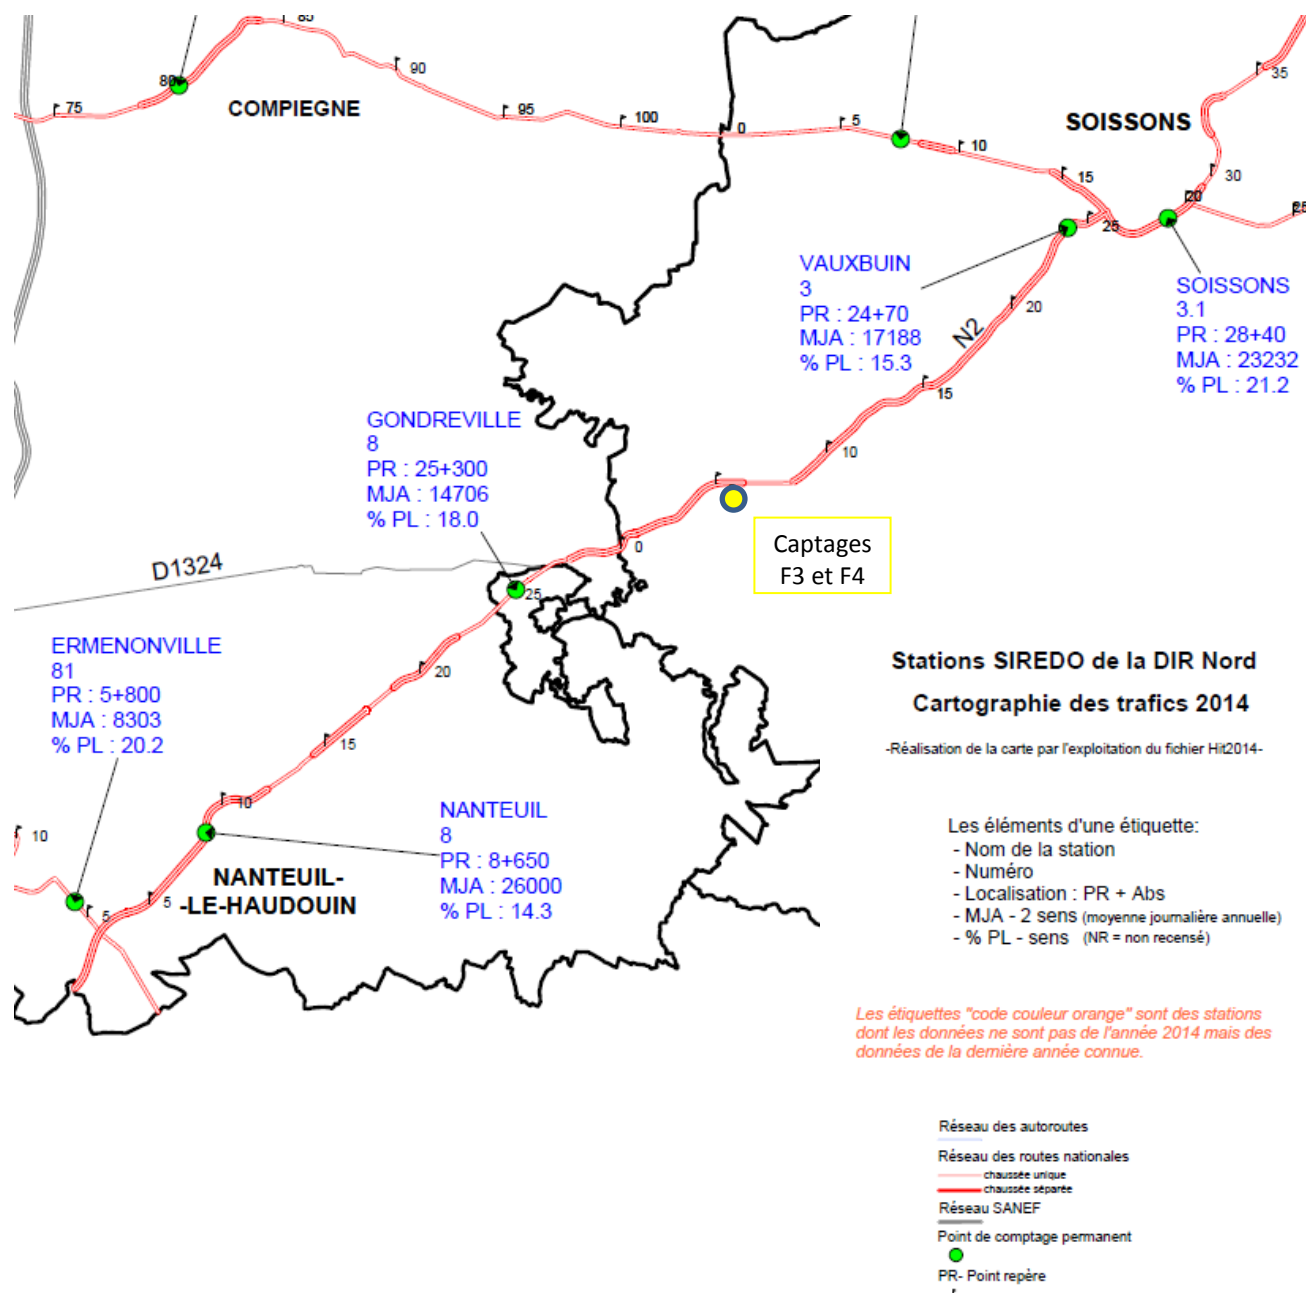 85
80
75
90
COMPIEGNE
95
100
0
5
10
SOISSONS
35
15
30
20
25
25
VAUXBUIN
3
PR : 24+70
MJA : 17188
% PL : 15.3
SOISSONS
3.1
PR : 28+40
MJA : 23232
% PL : 21.2
20
N2
15
10
GONDREVILLE
8
PR : 25+300
MJA : 14706
% PL : 18.0
Captages
F3 et F4
0
D1324
25
ERMENONVILLE
81
PR : 5+800
MJA : 8303
% PL : 20.2
20
15
10
10
NANTEUIL
8
PR : 8+650
MJA : 26000
% PL : 14.3
NANTEUIL-
-LE-HAUDOUIN
5
5
Stations SIREDO de la DIR Nord
Cartographie des trafics 2014
-Réalisation de la carte par l'exploitation du fichier Hit2014-
Les éléments d'une étiquette:
- Nom de la station
- Numéro
- Localisation : PR + Abs
- MJA - 2 sens (moyenne journalière annuelle)
- % PL - sens (NR = non recensé)
Les étiquettes "code couleur orange" sont des stations
dont les données ne sont pas de l'année 2014 mais des
données de la dernière année connue.
Réseau des autoroutes
Réseau des routes nationales
chaussée unique
chaussée séparée
Réseau SANEF
Point de comptage permanent
PR- Point repère